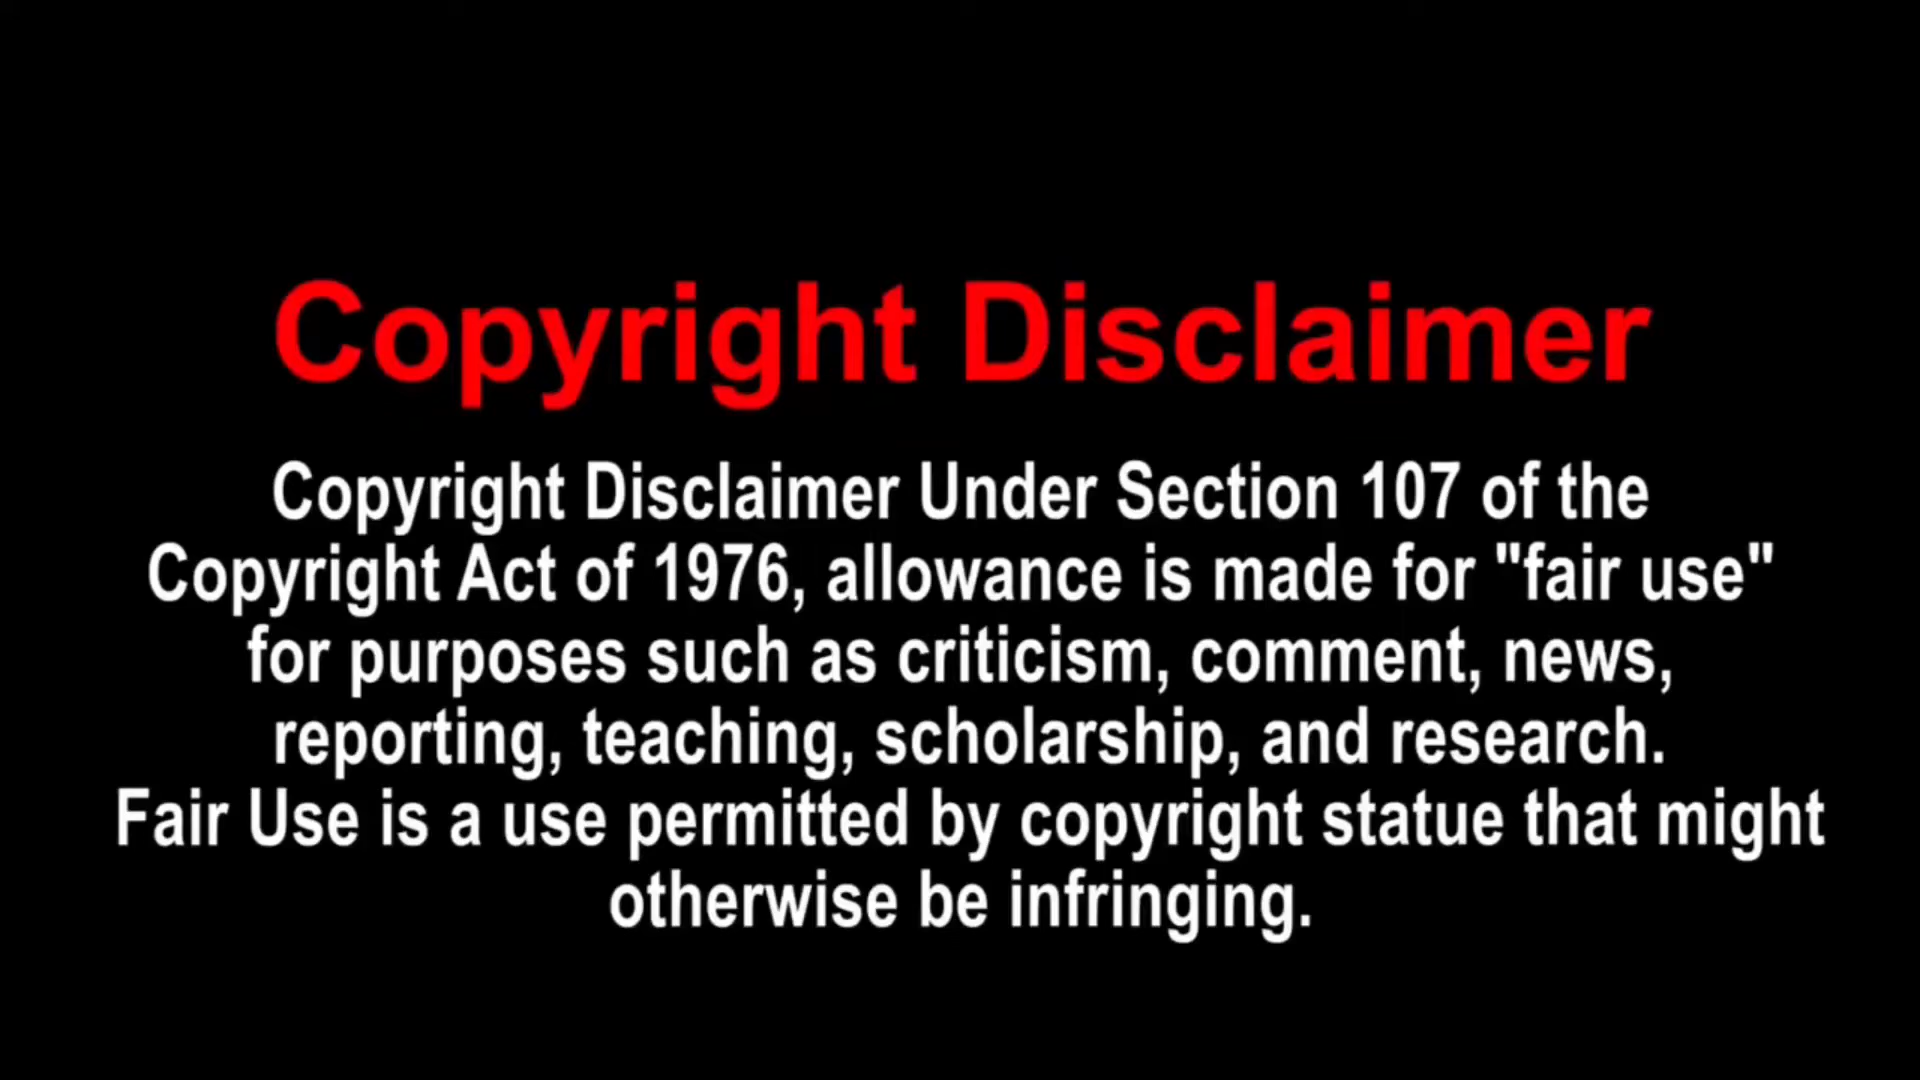 Copyright Disclaimer
Copyright Disclaimer Under Section 107 of the
Copyright Act of 1976, allowance is made for "fair use"
for purposes such as criticism, comment, news,
reporting, teaching, scholarship, and research.
Fair Use is a use permitted by copyright statue that might
otherwise be infringing.